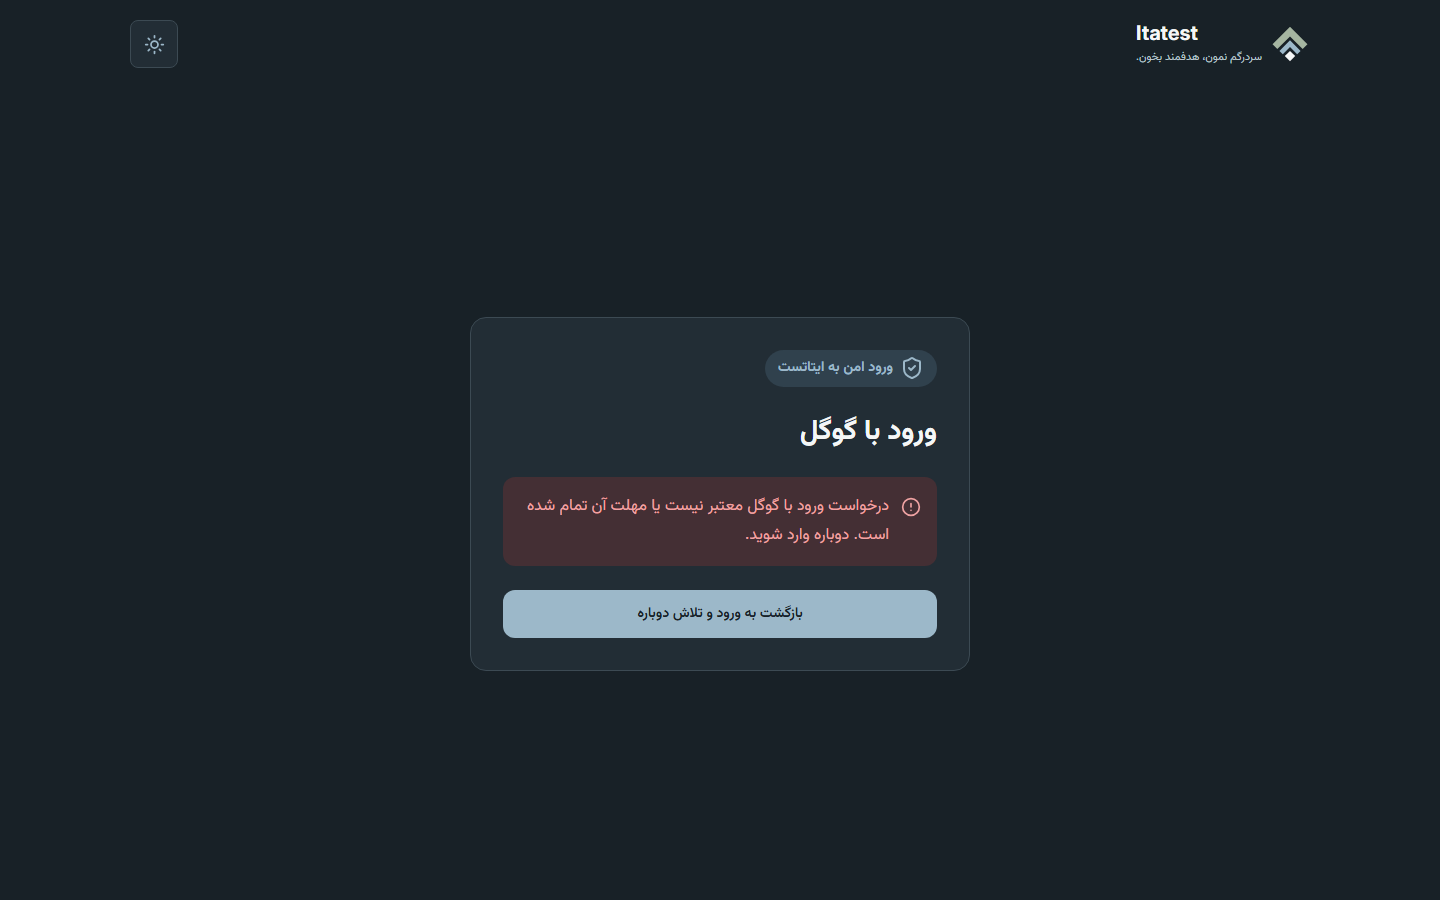 Itatest
سردرگم نمون، هدفمند بخون.
ورود امن به ایتاتست
ورود با گوگل
درخواست ورود با گوگل معتبر نیست یا مهلت آن تمام شده
است. دوباره وارد شوید.
بازگشت به ورود و تلاش دوباره